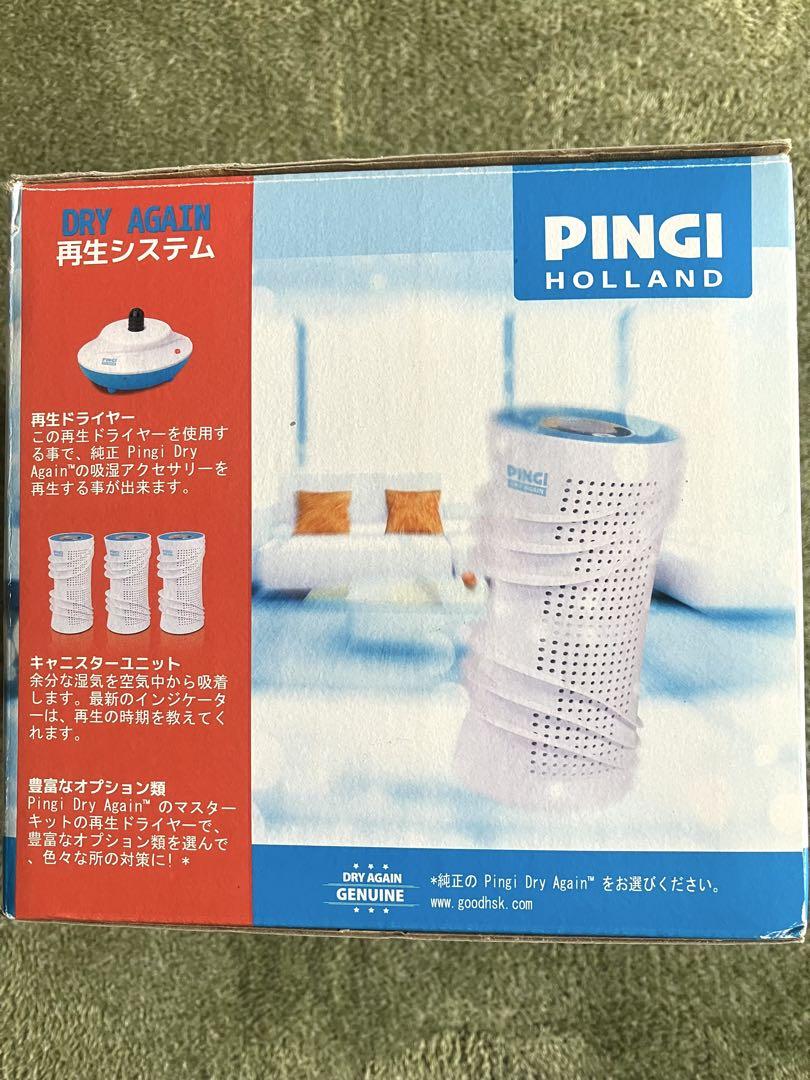 DRY AGAIN
再生システム
PINGI
再生ドライヤー
この再生ドライヤーを使用す
る事で、純正 Pingi Dry
Again™の吸湿アクセサリーを
再生する事が出来ます。
キャニスターユニット
余分な湿気を空気中から吸着
します。最新のインジケータ
ーは、再生の時期を教えてく
れます。
豊富なオプション類
Pingi Dry Again™ のマスター
キットの再生ドライヤーで、
豊富なオプション類を選んで
、色々な所の対策に! *
PINGI
HOLLAND
PINGI
DRY AGAIN
DRY AGAIN
GENUINE
*純正の Pingi Dry Again™ をお選びください。
www.goodhsk.com